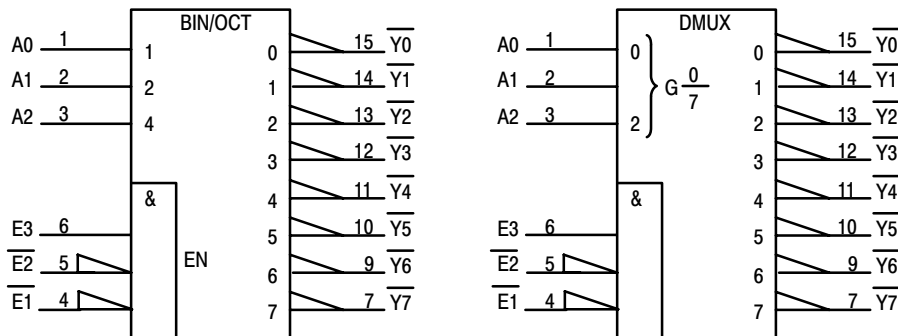 BIN/OCT
A0 1 1 0 15 Y0
A1 2 2 1 14 Y1
A2 3 4 2 13 Y2
3 12 Y3
& 4 11 Y4
E3 6 5 10 Y5
E2 5 EN 6 9 Y6
E1 4 7 7 Y7
DMUX
A0 1 0 0 15 Y0
A1 2 G 0/7 1 14 Y1
A2 3 2 2 13 Y2
3 12 Y3
& 4 11 Y4
E3 6 5 10 Y5
E2 5 6 9 Y6
E1 4 7 7 Y7